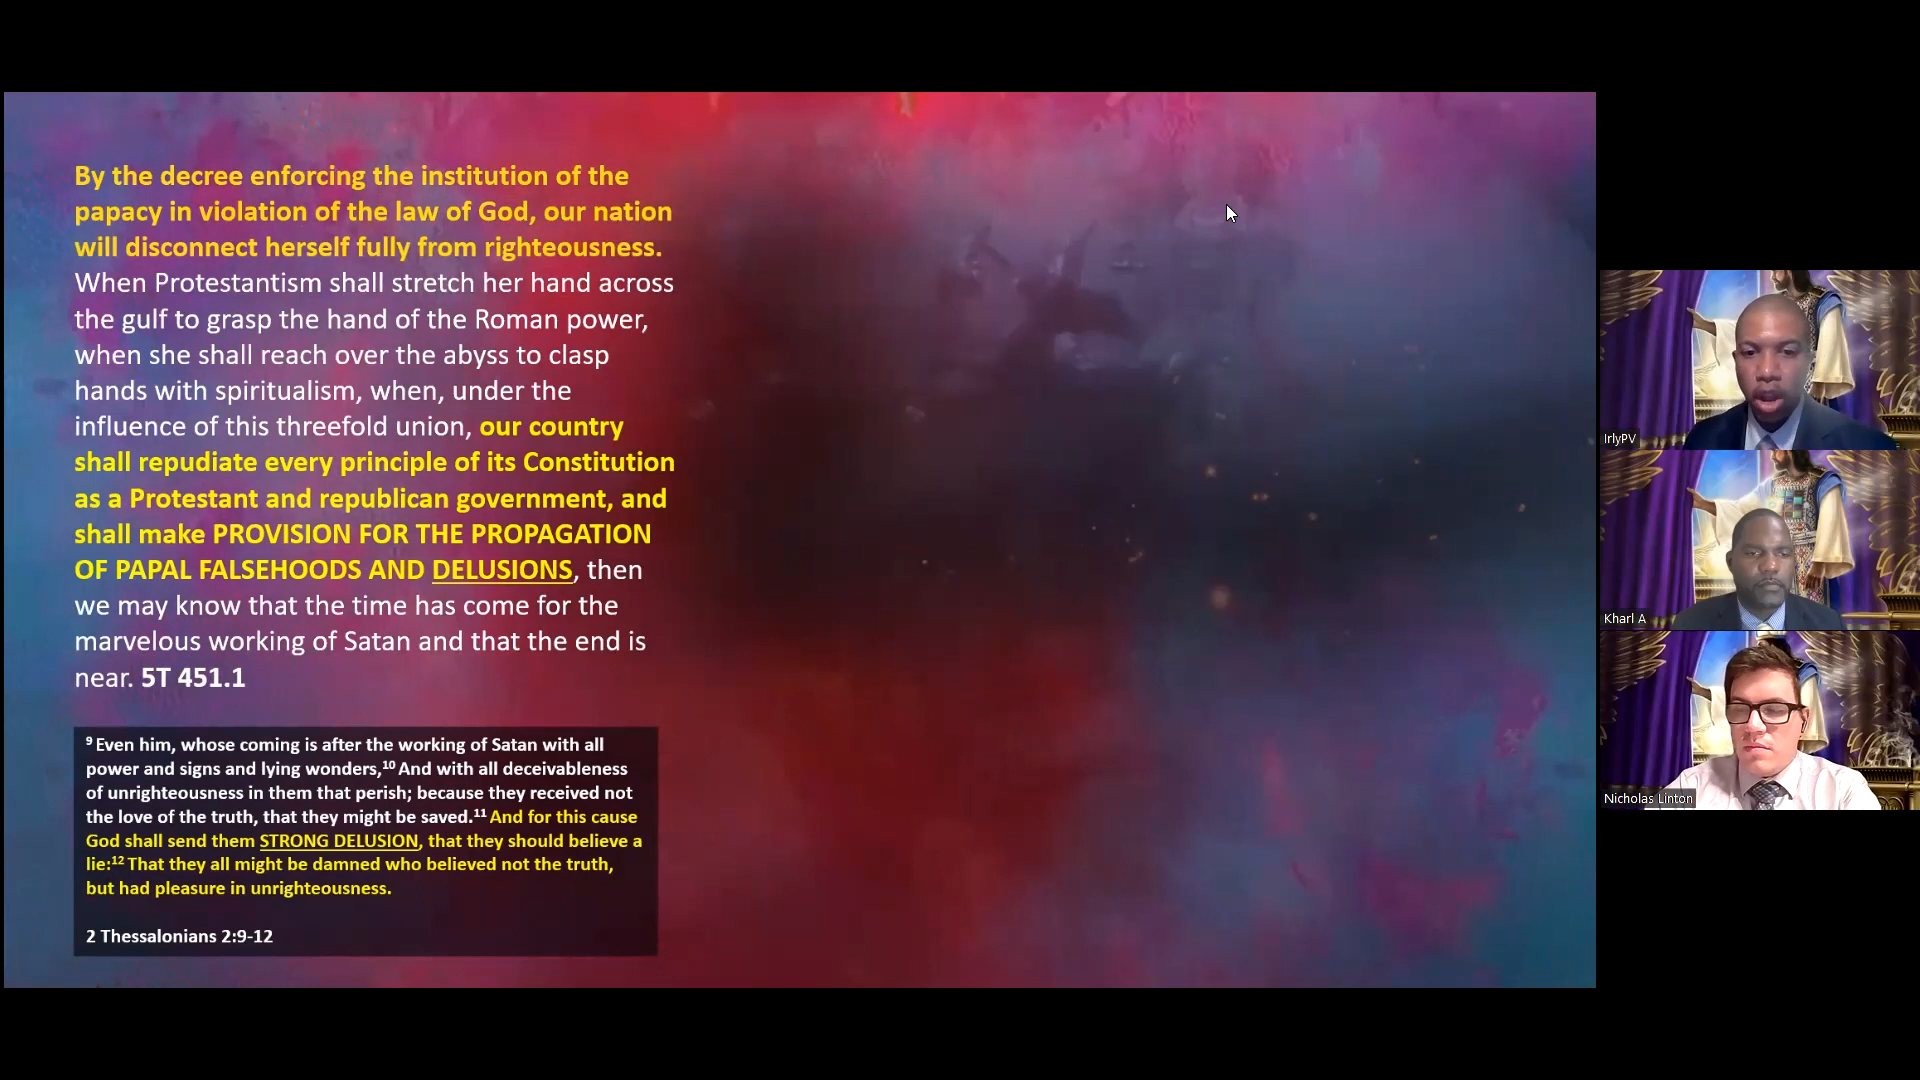 By the decree enforcing the institution of the
papacy in violation of the law of God, our nation
will disconnect herself fully from righteousness.
When Protestantism shall stretch her hand across
the gulf to grasp the hand of the Roman power,
when she shall reach over the abyss to clasp
hands with spiritualism, when, under the
influence of this threefold union, our country
shall repudiate every principle of its Constitution
as a Protestant and republican government, and
shall make PROVISION FOR THE PROPAGATION
OF PAPAL FALSEHOODS AND DELUSIONS, then
we may know that the time has come for the
marvelous working of Satan and that the end is
near. 5T 451.1
9 Even him, whose coming is after the working of Satan with all
power and signs and lying wonders,10 And with all deceivableness
of unrighteousness in them that perish; because they received not
the love of the truth, that they might be saved.11 And for this cause
God shall send them STRONG DELUSION, that they should believe a
lie:12 That they all might be damned who believed not the truth,
but had pleasure in unrighteousness.
2 Thessalonians 2:9-12
IrlyPV
Kharl A
Nicholas Linton